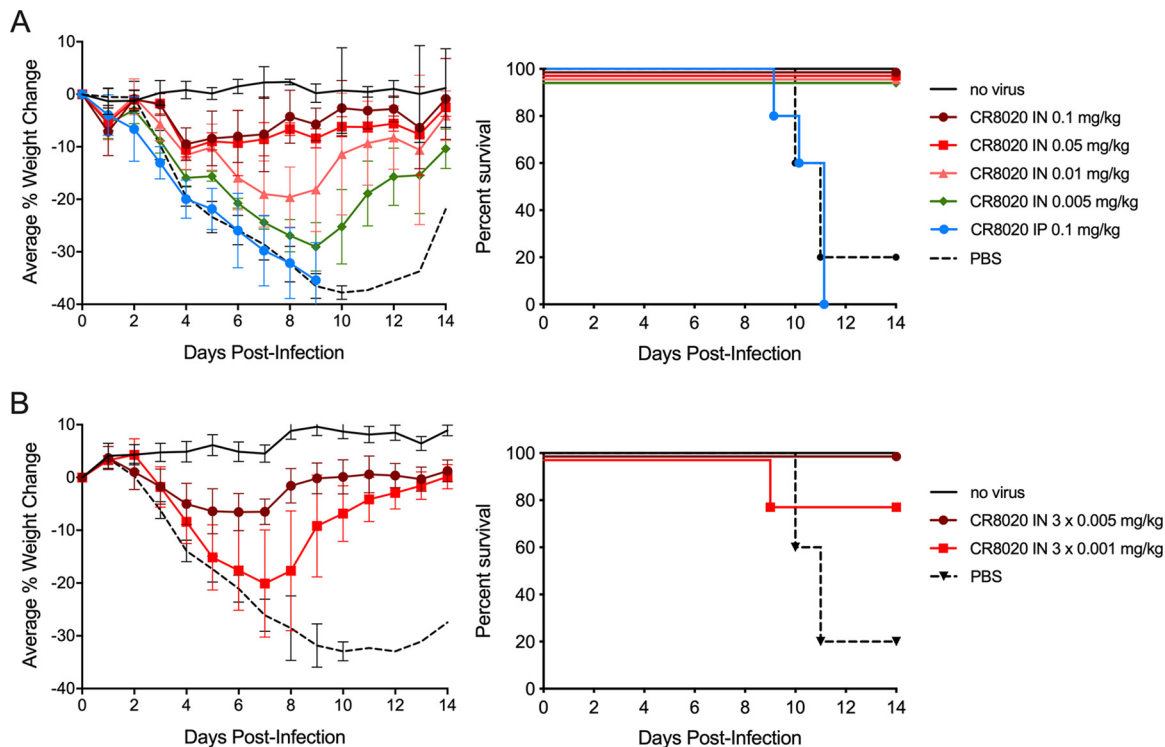 A
Average % Weight Change
10
0
-10
-20
-30
-40
0 2 4 6 8 10 12 14
Days Post-Infection
Percent survival
100
80
60
40
20
0
0 2 4 6 8 10 12 14
Days Post-Infection
no virus
CR8020 IN 0.1 mg/kg
CR8020 IN 0.05 mg/kg
CR8020 IN 0.01 mg/kg
CR8020 IN 0.005 mg/kg
CR8020 IP 0.1 mg/kg
PBS
B
Average % Weight Change
10
0
-10
-20
-30
-40
0 2 4 6 8 10 12 14
Days Post-Infection
Percent survival
100
80
60
40
20
0
0 2 4 6 8 10 12 14
Days Post-Infection
no virus
CR8020 IN 3 x 0.005 mg/kg
CR8020 IN 3 x 0.001 mg/kg
PBS